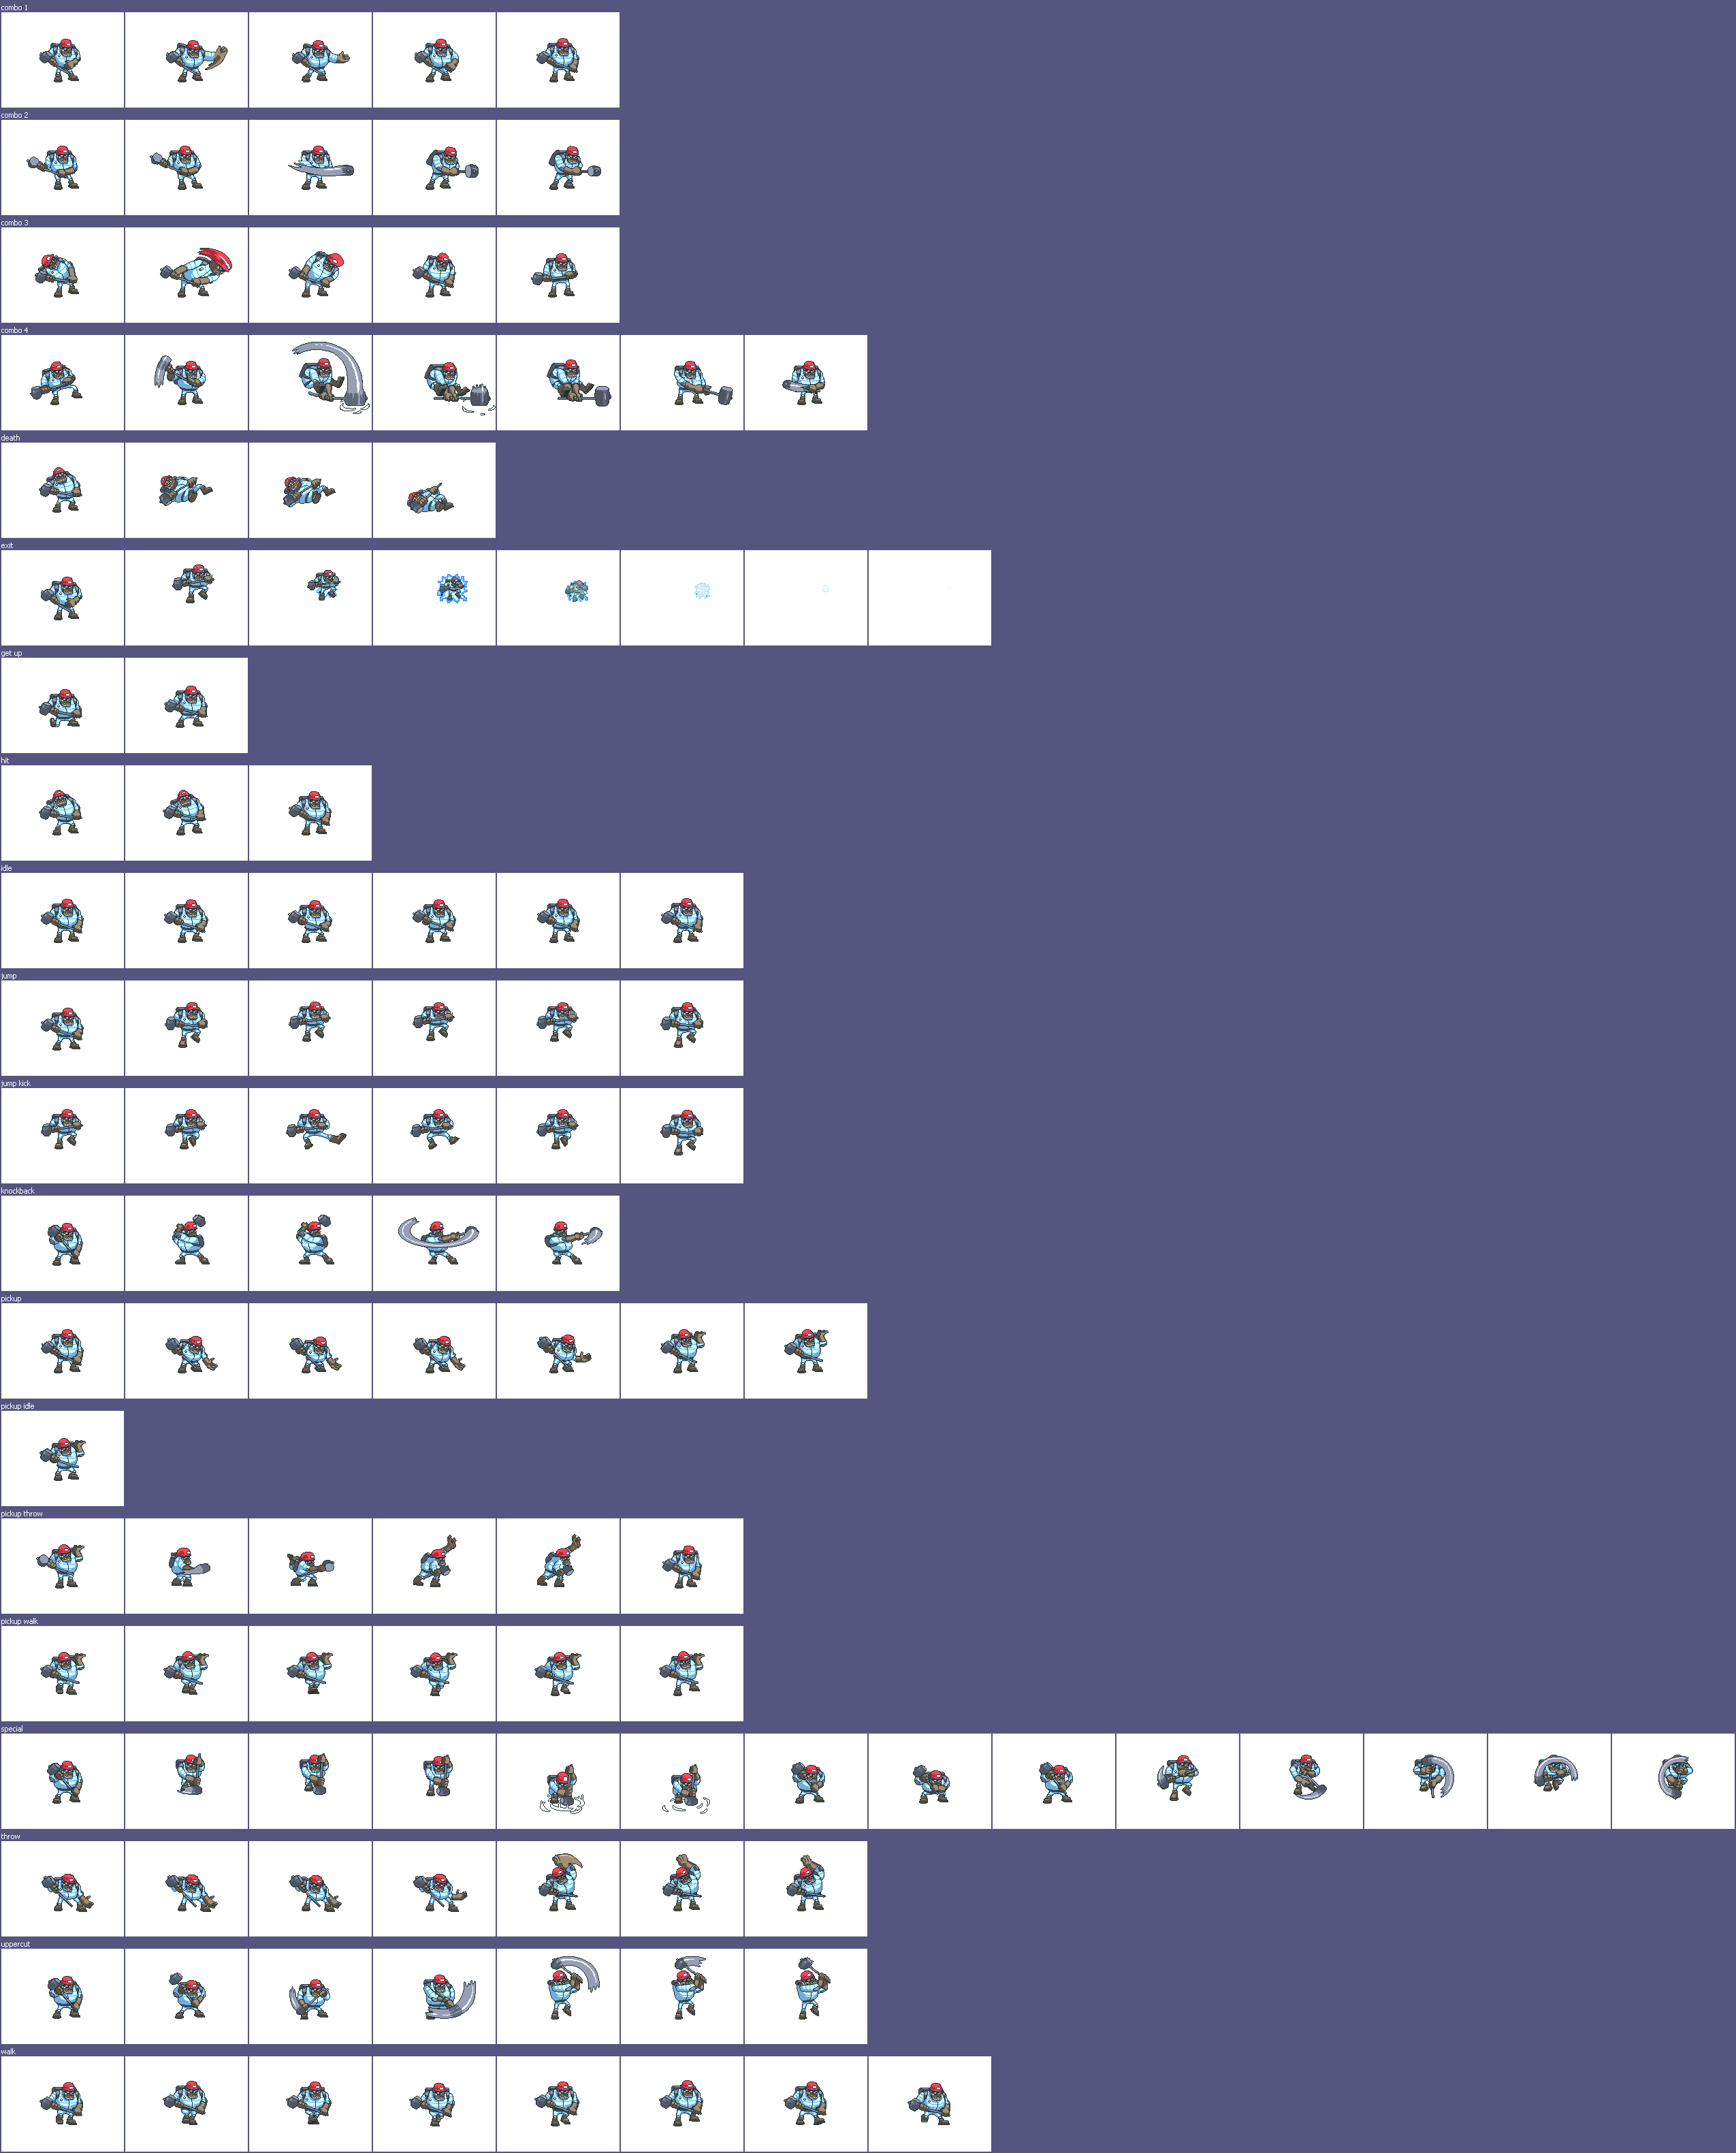 combo 1
combo 2
combo 3
combo 4
death
exit
get up
hit
idle
jump
jump kick
knockback
pickup
pickup idle
pickup throw
pickup walk
special
throw
uppercut
walk